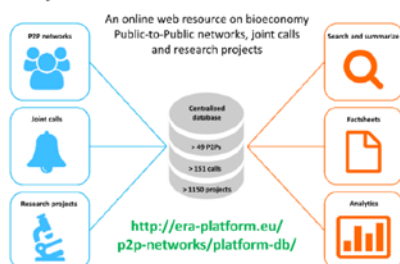 An online web resource on bioeconomy
Public-to-Public networks, joint calls
and research projects
P2P networks
Joint calls
Research projects
Centralised
database
> 49 P2Ps
> 151 calls
> 1150 projects
Search and summarize
Factsheets
Analytics
http://era-platform.eu/
p2p-networks/platform-db/